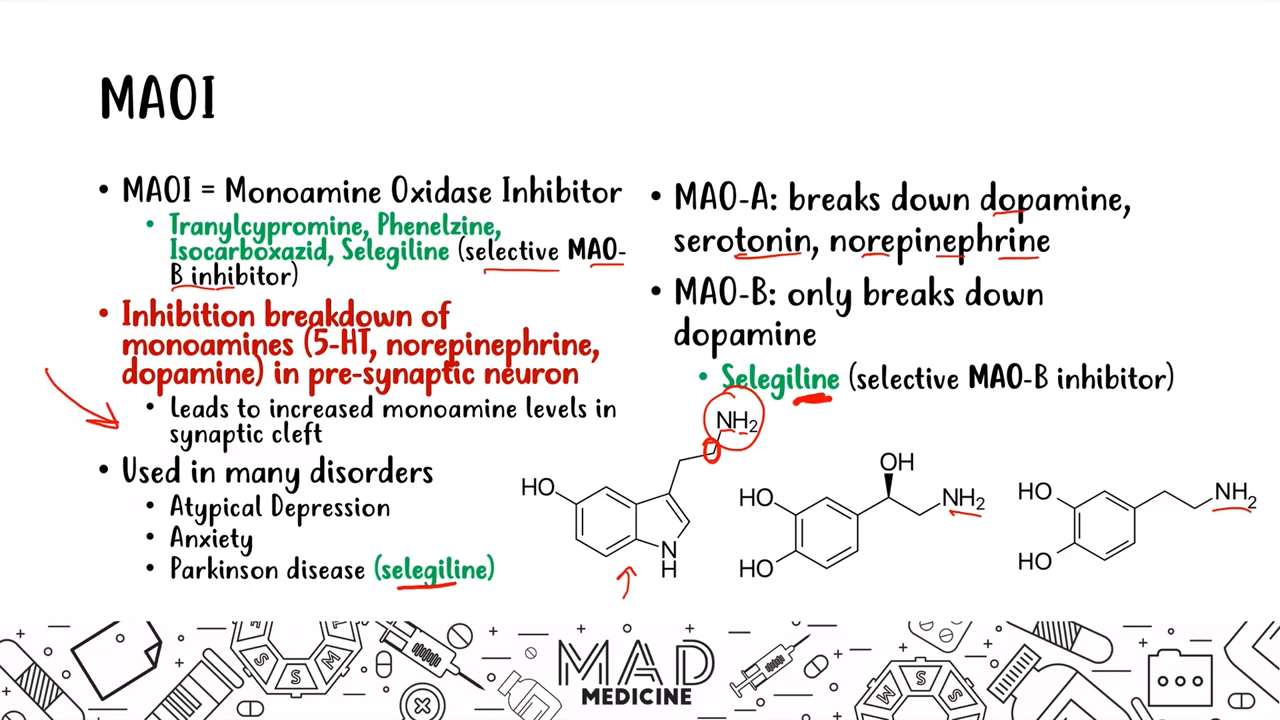 MAOI
• MAOI = Monoamine Oxidase Inhibitor
• Tranylcypromine, Phenelzine,
Isocarboxazid, Selegiline (selective MAO-
B inhibitor)
• Inhibition breakdown of
monoamines (5-HT, norepinephrine,
dopamine) in pre-synaptic neuron
• Leads to increased monoamine levels in
synaptic cleft
• Used in many disorders
• Atypical Depression
• Anxiety
• Parkinson disease (selegiline)
• MAO-A: breaks down dopamine,
serotonin, norepinephrine
• MAO-B: only breaks down
dopamine
• Selegiline (selective MAO-B inhibitor)
NH2
HO
N
H
OH
HO
NH2
HO
HO
NH2
HO
S
S
M
MAD
MEDICINE
M
S
S